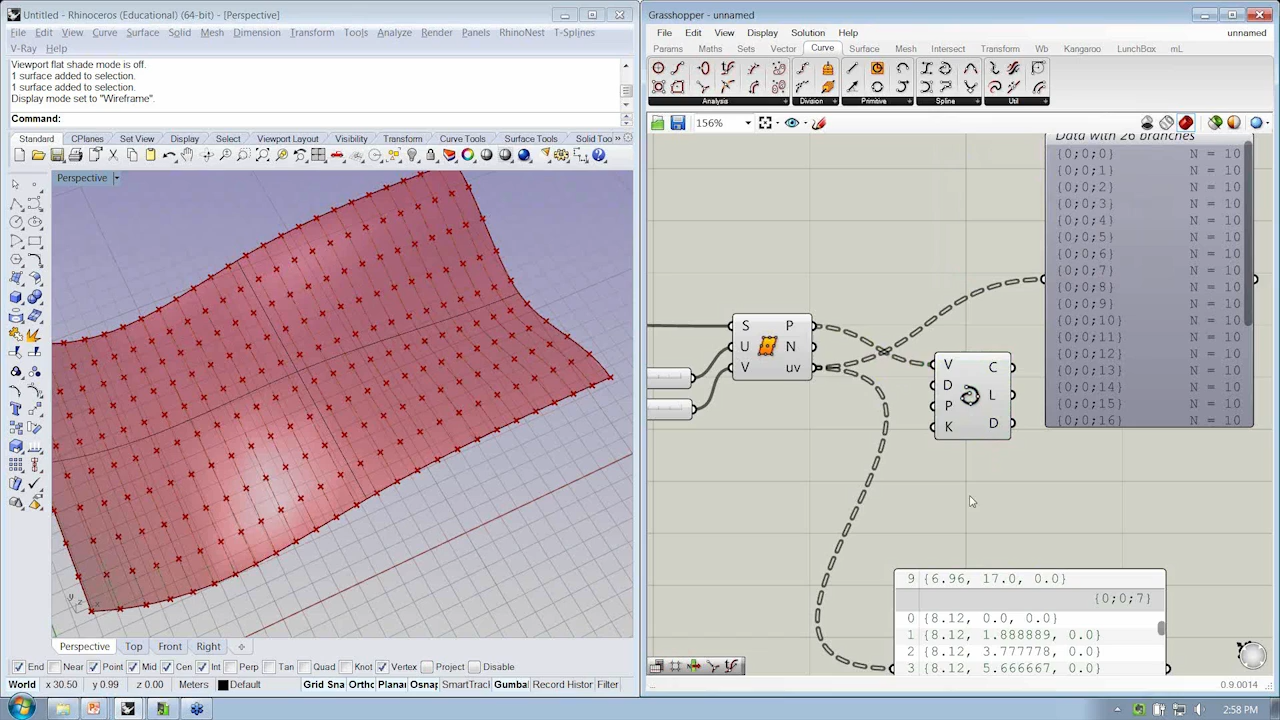 Untitled - Rhinoceros (Educational) (64-bit) - [Perspective]
File Edit View Curve Surface Solid Mesh Dimension Transform Tools Analyze Render Panels RhinoNest T-Splines
V-Ray Help
Viewport flat shade mode is off.
1 surface added to selection.
1 surface added to selection.
Display mode set to "Wireframe".
Command:
Standard CPlanes Set View Display Select Viewport Layout Visibility Transform Curve Tools Surface Tools Solid Too
Perspective
y
z
Perspective Top Front Right
End Near Point Mid Cen Int Perp Tan Quad Knot Vertex Project Disable
World x 30.50 y 0.99 z 0.00 Meters Default Grid Sna Ortho Planar Osnap SmartTrack Gumba Record Histor Filter
Grasshopper - unnamed
File Edit View Display Solution Help unnamed
Params Maths Sets Vector Curve Surface Mesh Intersect Transform Wb Kangaroo LunchBox mL
Analysis Division Primitive Spline Util
156%
Data with 26 branches
{0;0;0} N = 10
{0;0;1} N = 10
{0;0;2} N = 10
{0;0;3} N = 10
{0;0;4} N = 10
{0;0;5} N = 10
{0;0;6} N = 10
{0;0;7} N = 10
{0;0;8} N = 10
{0;0;9} N = 10
{0;0;10} N = 10
{0;0;11} N = 10
{0;0;12} N = 10
{0;0;13} N = 10
{0;0;14} N = 10
{0;0;15} N = 10
{0;0;16} N = 10
S P
U N
V uv
V C
D
P L
K D
9 {6.96, 17.0, 0.0}
{0;0;7}
0 {8.12, 0.0, 0.0}
1 {8.12, 1.888889, 0.0}
2 {8.12, 3.777778, 0.0}
3 {8.12, 5.666667, 0.0}
0.9.0014
2:58 PM